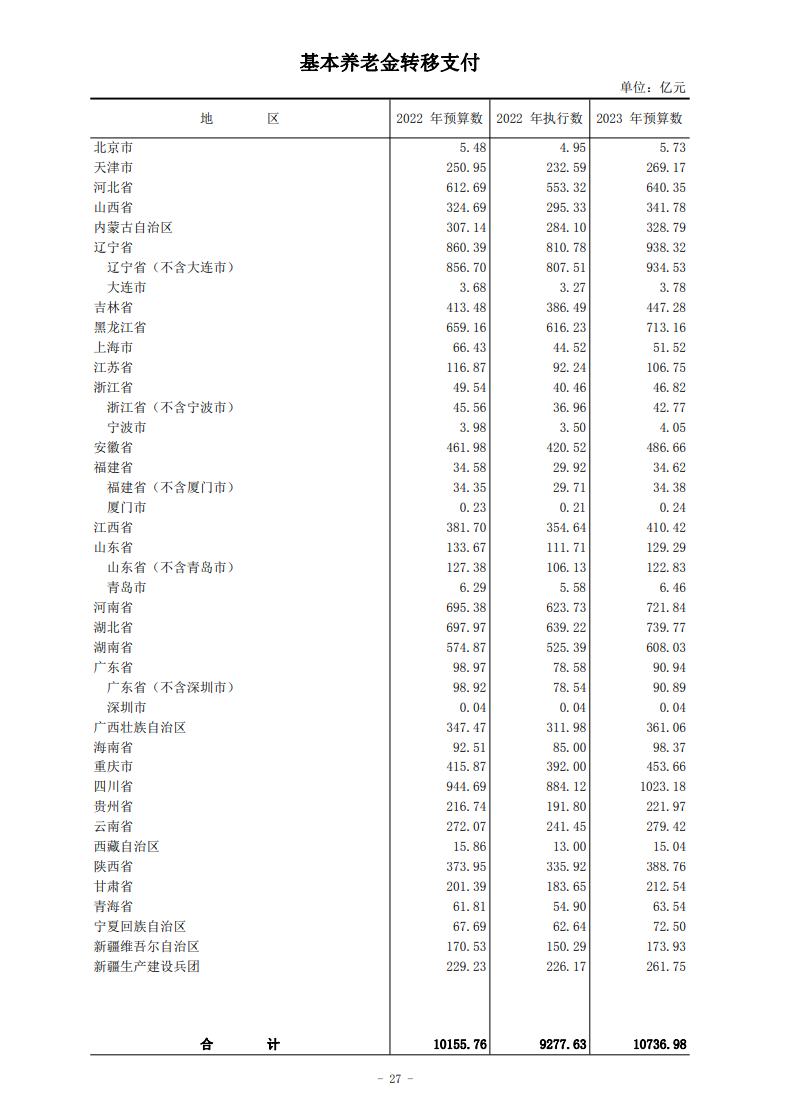 基本养老金转移支付
单位：亿元
地 区 2022 年预算数 2022 年执行数 2023 年预算数
北京市 5.48 4.95 5.73
天津市 250.95 232.59 269.17
河北省 612.69 553.32 640.35
山西省 324.69 295.33 341.78
内蒙古自治区 307.14 284.10 328.79
辽宁省 860.39 810.78 938.32
辽宁省（不含大连市） 856.70 807.51 934.53
大连市 3.68 3.27 3.78
吉林省 413.48 386.49 447.28
黑龙江省 659.16 616.23 713.16
上海市 66.43 44.52 51.52
江苏省 116.87 92.24 106.75
浙江省 49.54 40.46 46.82
浙江省（不含宁波市） 45.56 36.96 42.77
宁波市 3.98 3.50 4.05
安徽省 461.98 420.52 486.66
福建省 34.58 29.92 34.62
福建省（不含厦门市） 34.35 29.71 34.38
厦门市 0.23 0.21 0.24
江西省 381.70 354.64 410.42
山东省 133.67 111.71 129.29
山东省（不含青岛市） 127.38 106.13 122.83
青岛市 6.29 5.58 6.46
河南省 695.38 623.73 721.84
湖北省 697.97 639.22 739.77
湖南省 574.87 525.39 608.03
广东省 98.97 78.58 90.94
广东省（不含深圳市） 98.92 78.54 90.89
深圳市 0.04 0.04 0.04
广西壮族自治区 347.47 311.98 361.06
海南省 92.51 85.00 98.37
重庆市 415.87 392.00 453.66
四川省 944.69 884.12 1023.18
贵州省 216.74 191.80 221.97
云南省 272.07 241.45 279.42
西藏自治区 15.86 13.00 15.04
陕西省 373.95 335.92 388.76
甘肃省 201.39 183.65 212.54
青海省 61.81 54.90 63.54
宁夏回族自治区 67.69 62.64 72.50
新疆维吾尔自治区 170.53 150.29 173.93
新疆生产建设兵团 229.23 226.17 261.75
合 计 10155.76 9277.63 10736.98
- 27 -